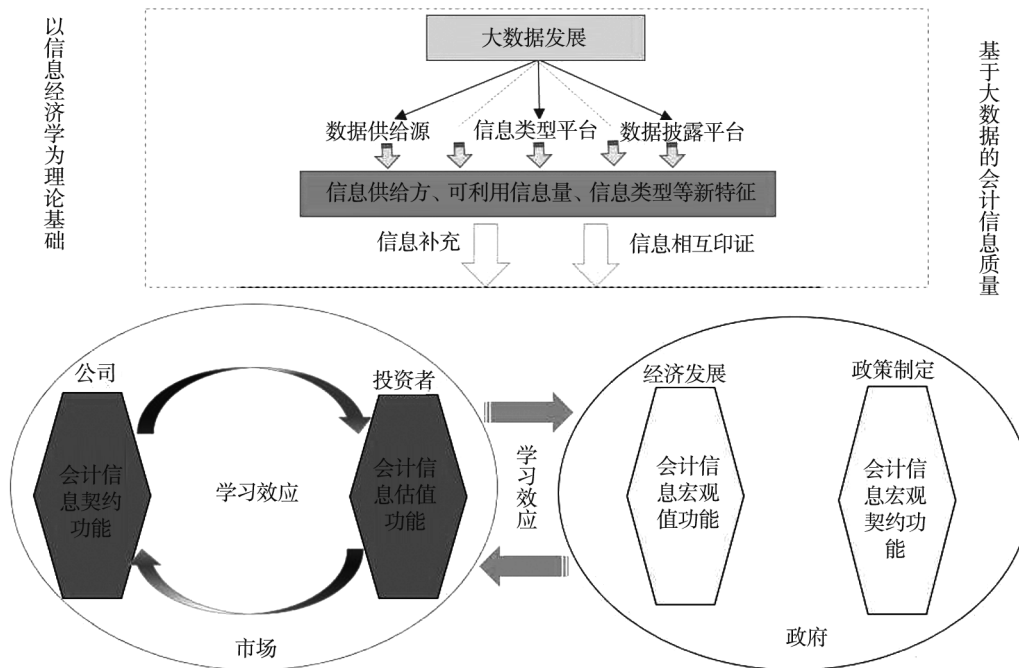 以信息经济学为理论基础
大数据发展
基于大数据的会计信息质量
数据供给源
信息类型平台
数据披露平台
信息供给方、可利用信息量、信息类型等新特征
信息补充
信息相互印证
公司
投资者
会计信
息契约
功能
学习效应
会计信
息估值
功能
市场
学习效应
经济发展
政策制定
会计信
息宏观
值功能
会计信
息宏观
契约功
能
政府